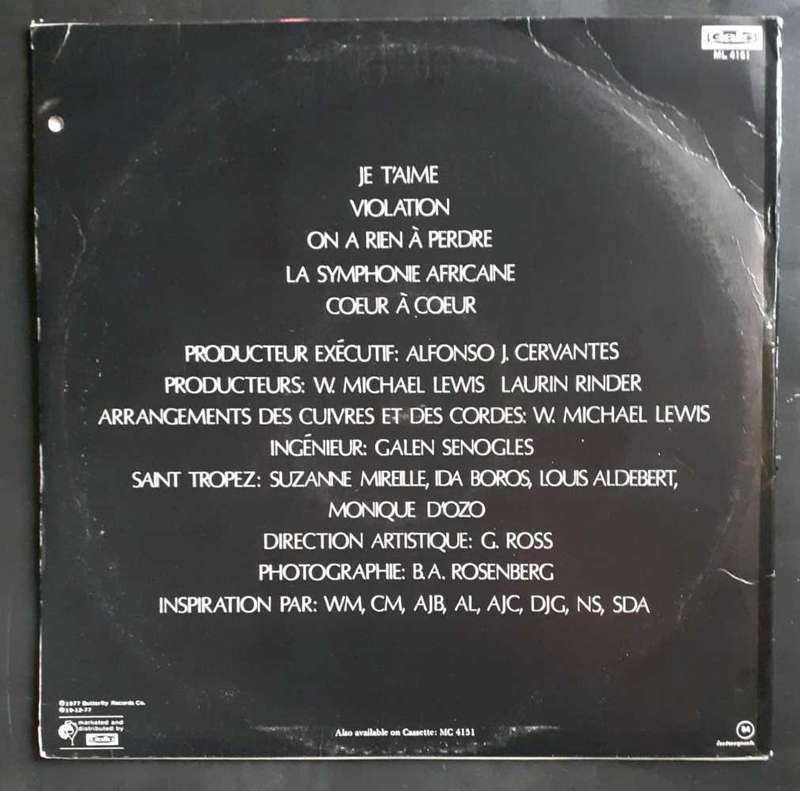 ML 4151
JE T'AIME
VIOLATION
ON A RIEN À PERDRE
LA SYMPHONIE AFRICAINE
COEUR À COEUR
PRODUCTEUR EXÉCUTIF: ALFONSO J. CERVANTES
PRODUCTEURS: W. MICHAEL LEWIS LAURIN RINDER
ARRANGEMENTS DES CUIVRES ET DES CORDES: W. MICHAEL LEWIS
INGÉNIEUR: GALEN SENOGLES
SAINT TROPEZ: SUZANNE MIREILLE, IDA BOROS, LOUIS ALDEBERT,
MONIQUE D'OZO
DIRECTION ARTISTIQUE: G. ROSS
PHOTOGRAPHIE: B.A. ROSENBERG
INSPIRATION PAR: WM, CM, AJB, AL, AJC, DJG, NS, SDA
1977 Butterfly Records Co.
19-12-77
marketed and
distributed by
Also available on Cassette: MC 4151